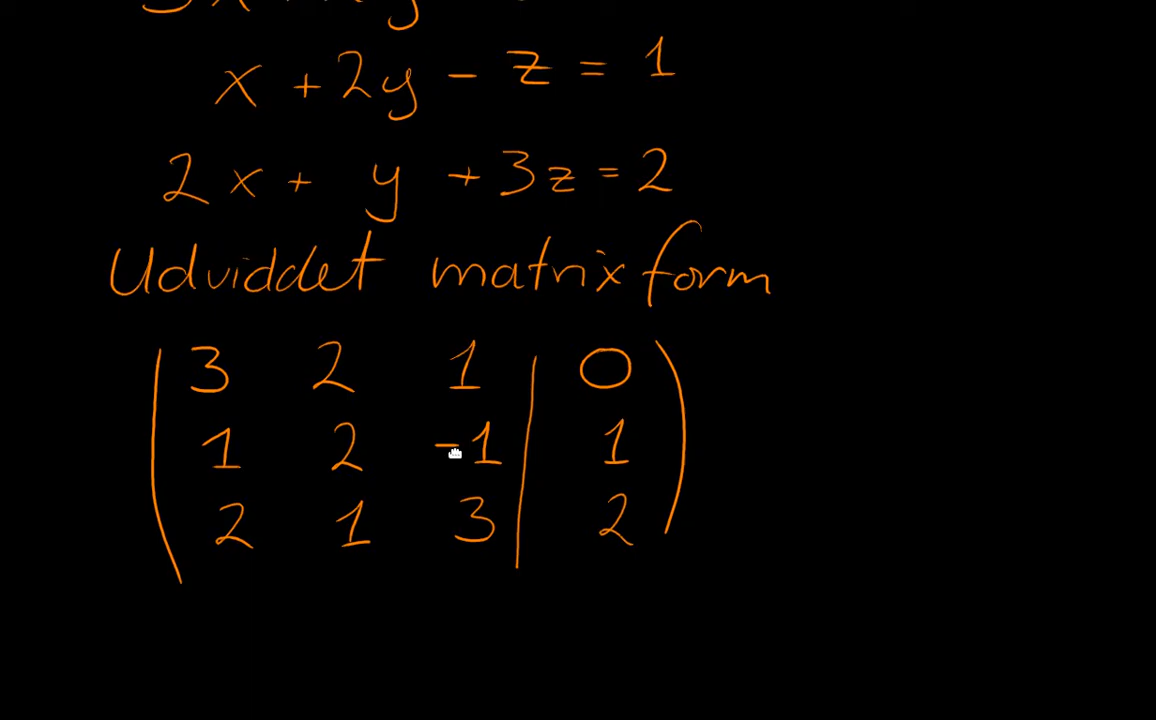 x + 2y - z = 1
2x + y + 3z = 2
Udviddet matrix form
3 2 1 | 0
1 2 -1 | 1
2 1 3 | 2